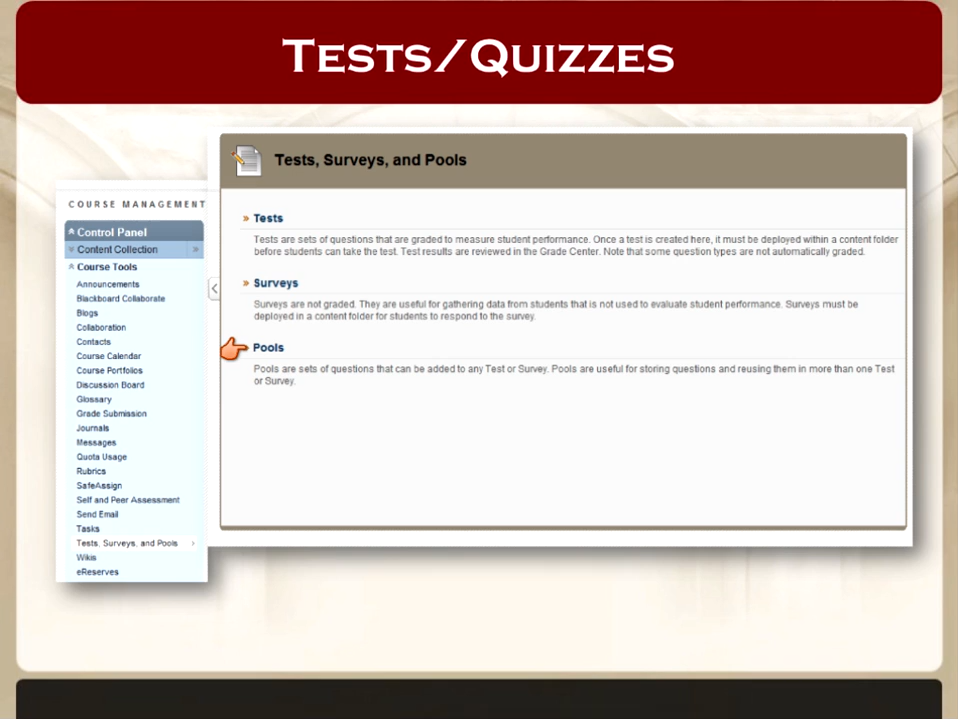 Tests/Quizzes
COURSE MANAGEMENT
Control Panel
Content Collection
Course Tools
Announcements
Blackboard Collaborate
Blogs
Collaboration
Contacts
Course Calendar
Course Portfolios
Discussion Board
Glossary
Grade Submission
Journals
Messages
Quota Usage
Rubrics
SafeAssign
Self and Peer Assessment
Send Email
Tasks
Tests, Surveys, and Pools
Wikis
eReserves
Tests, Surveys, and Pools
Tests
Tests are sets of questions that are graded to measure student performance. Once a test is created here, it must be deployed within a content folder
before students can take the test. Test results are reviewed in the Grade Center. Note that some question types are not automatically graded.
Surveys
Surveys are not graded. They are useful for gathering data from students that is not used to evaluate student performance. Surveys must be
deployed in a content folder for students to respond to the survey.
Pools
Pools are sets of questions that can be added to any Test or Survey. Pools are useful for storing questions and reusing them in more than one Test
or Survey.